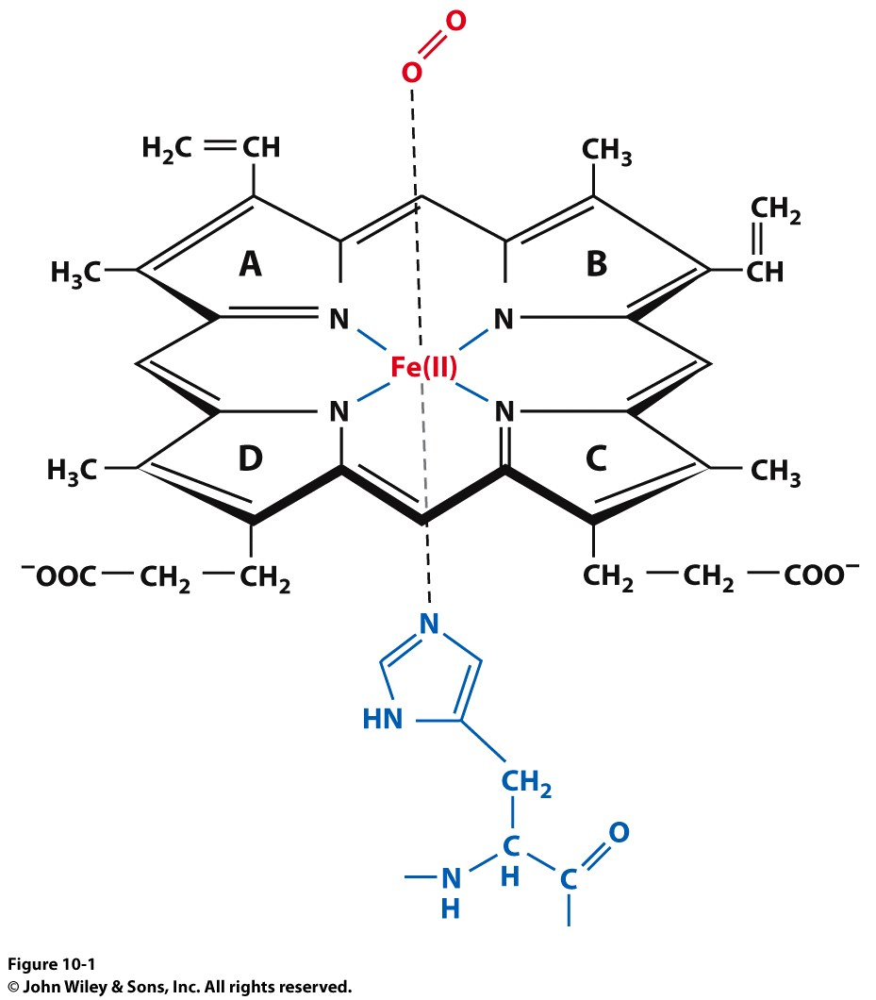 O
O
H₂C=CH
CH₃
CH₂
A
B
H₃C
CH
N
N
Fe(II)
N
N
D
C
H₃C
CH₃
⁻OOC—CH₂—CH₂
CH₂—CH₂—COO⁻
N
HN
CH₂
O
C
H
N
H
C
Figure 10-1
© John Wiley & Sons, Inc. All rights reserved.